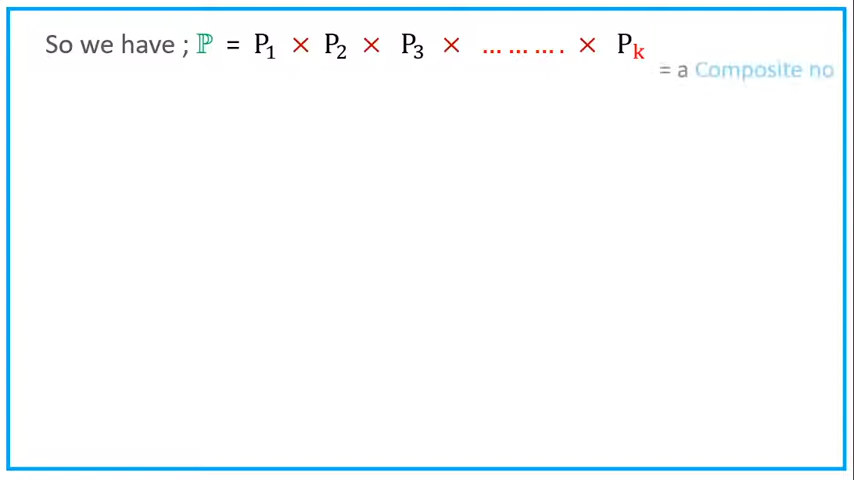 So we have ; ℙ = P₁ × P₂ × P₃ × ... ... ... . × Pₖ
= a Composite no